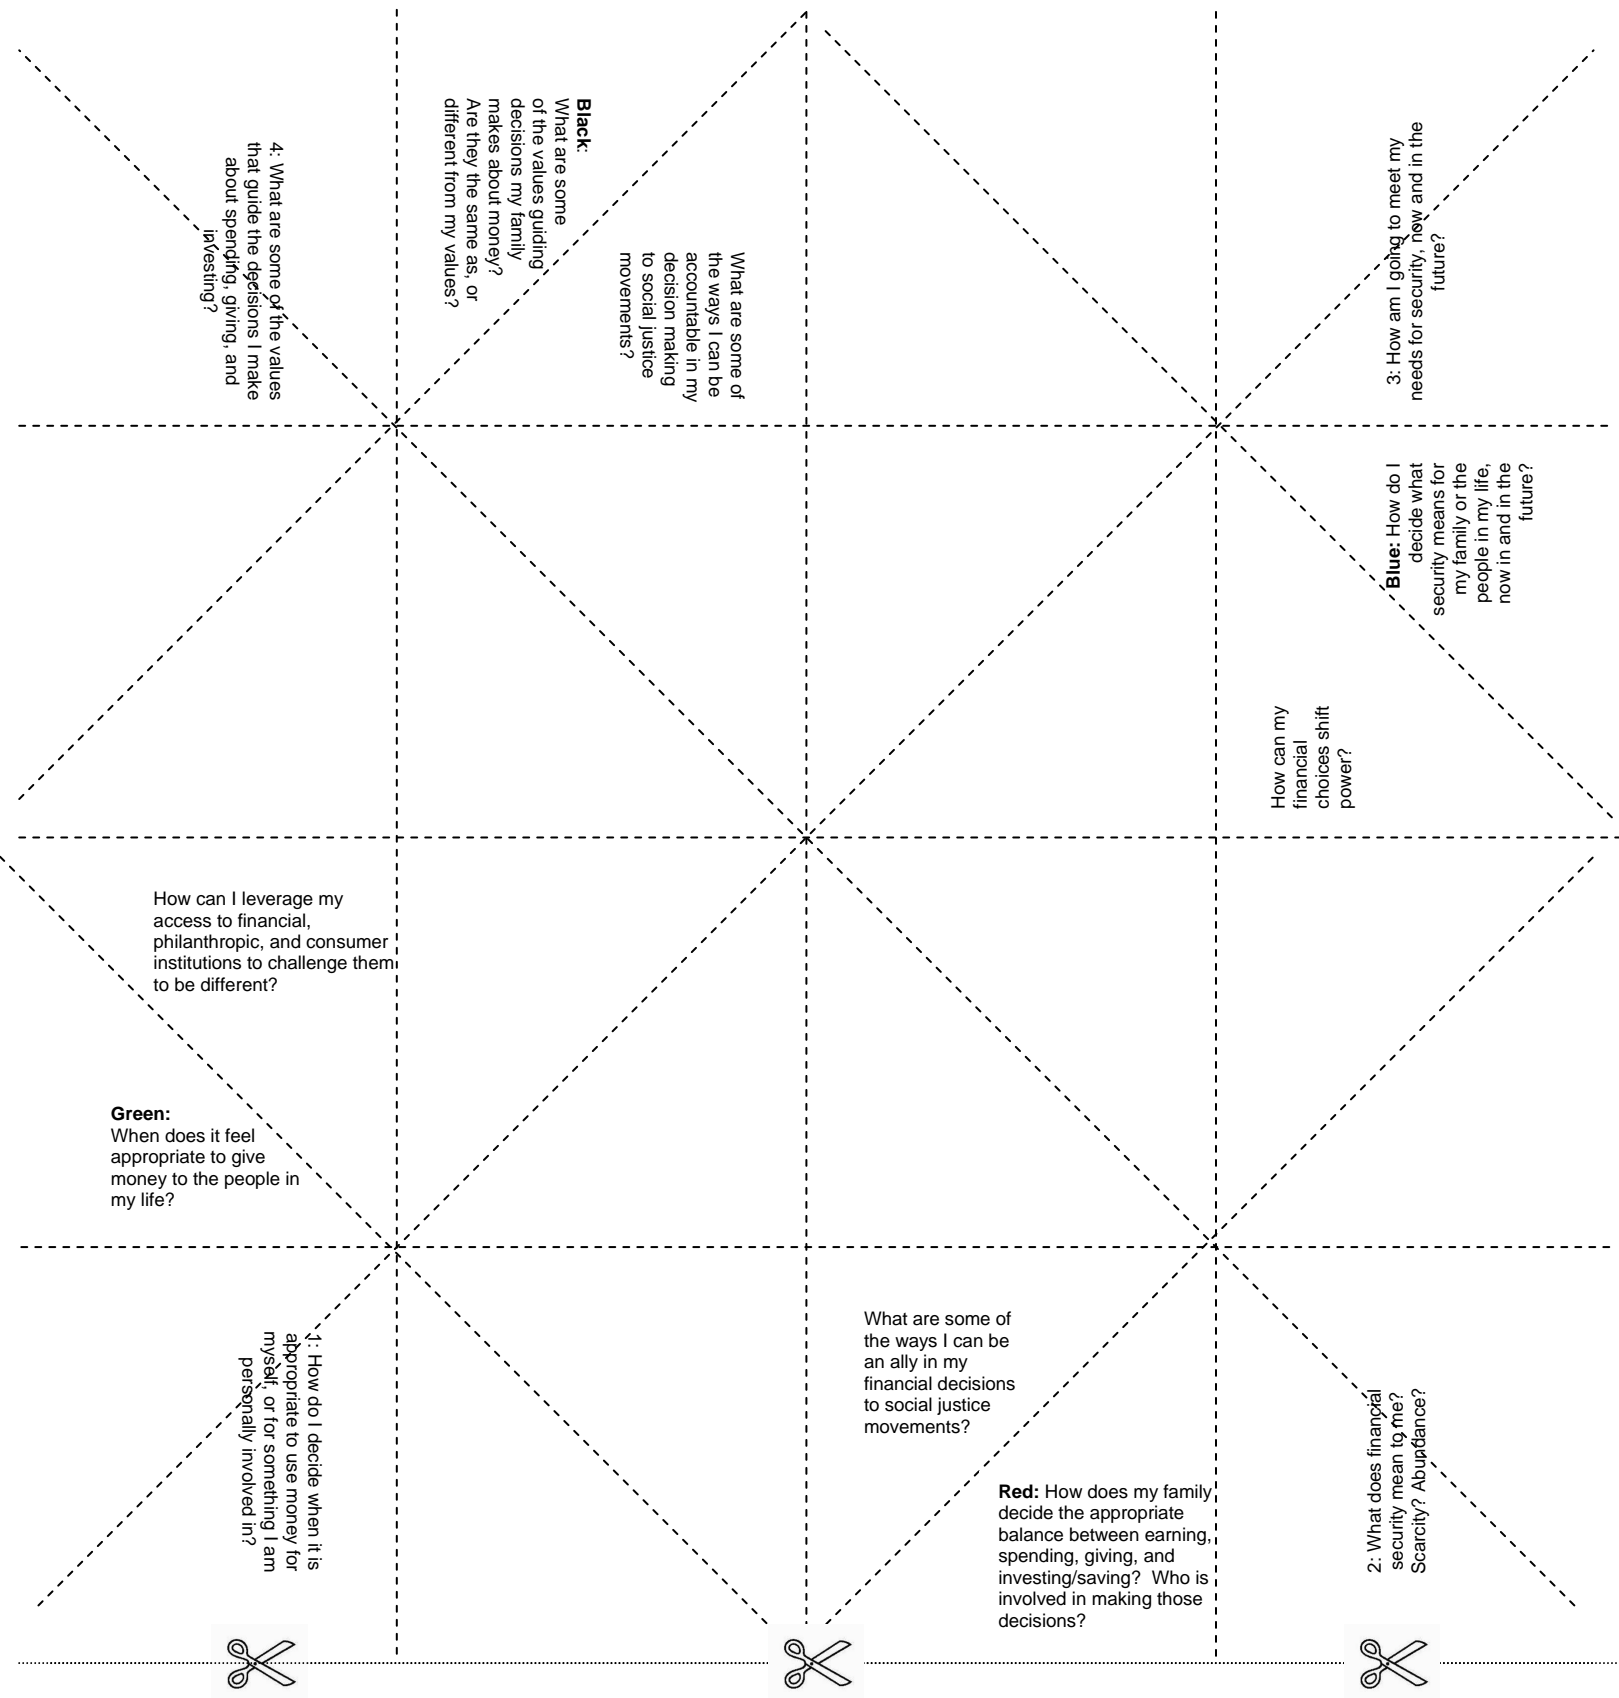 4: What are some of the values
that guide the decisions I make
about spending, giving, and
investing?
Black:
What are some
of the values guiding
decisions my family
makes about money?
Are they the same as, or
different from my values?
What are some of
the ways I can be
accountable in my
decision making
to social justice
movements?
3: How am I going to meet my
needs for security, now and in the
future?
Blue: How do I
decide what
security means for
my family or the
people in my life,
now in and in the
future?
How can my
financial
choices shift
power?
How can I leverage my
access to financial,
philanthropic, and consumer
institutions to challenge them
to be different?
Green:
When does it feel
appropriate to give
money to the people in
my life?
1: How do I decide when it is
appropriate to use money for
myself, or for something I am
personally involved in?
What are some of
the ways I can be
an ally in my
financial decisions
to social justice
movements?
Red: How does my family
decide the appropriate
balance between earning,
spending, giving, and
investing/saving?  Who is
involved in making those
decisions?
2: What does financial
security mean to me?
Scarcity? Abundance?